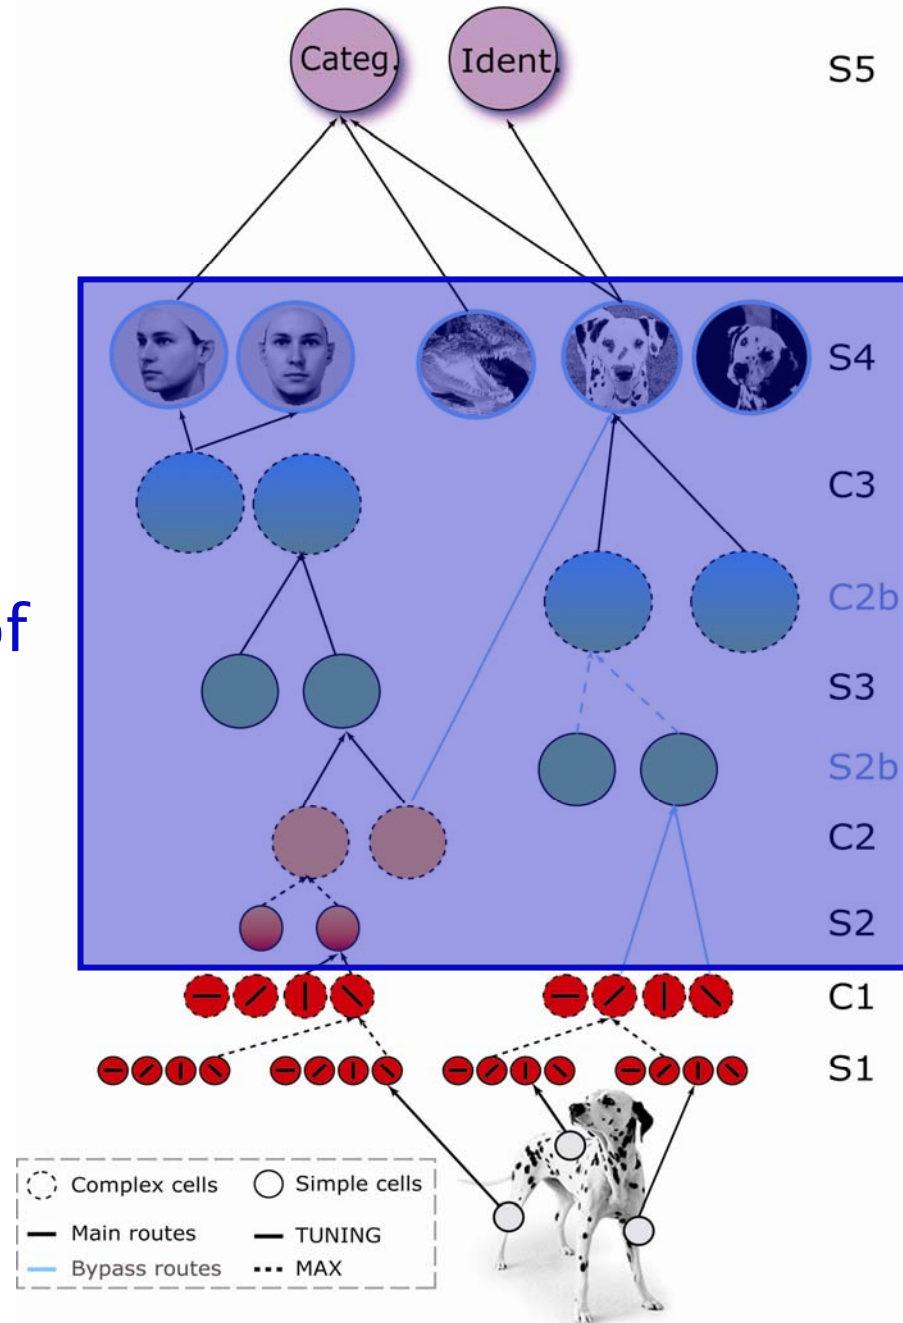 Categ.
Ident.
S5
S4
C3
C2b
of
S3
S2b
C2
S2
C1
S1
Complex cells
Simple cells
Main routes
TUNING
Bypass routes
MAX